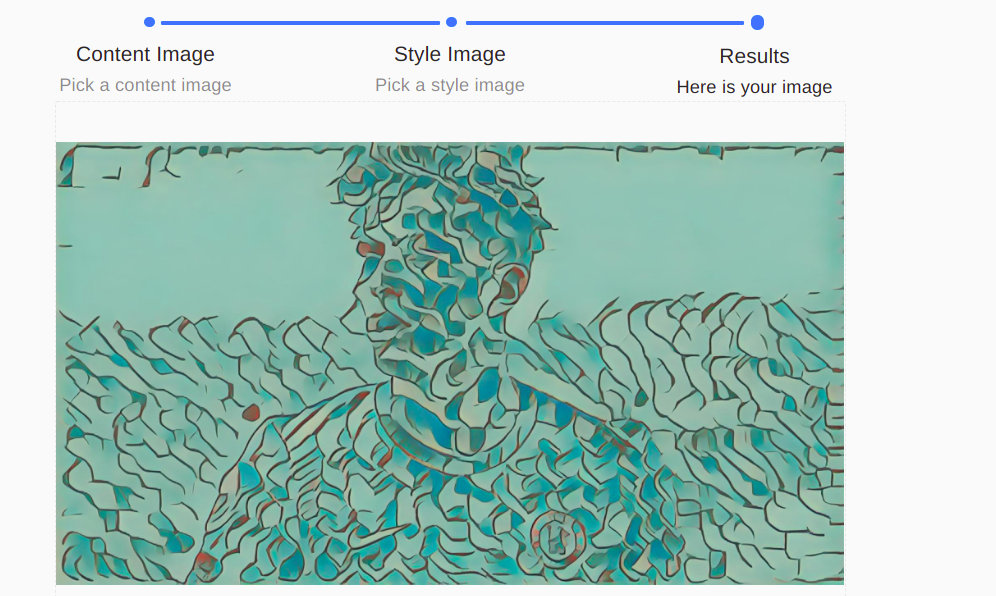 Content Image
Style Image
Results
Pick a content image
Pick a style image
Here is your image